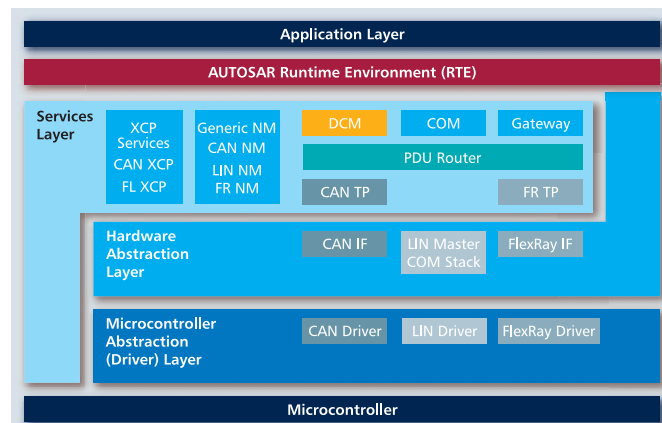 Application Layer
AUTOSAR Runtime Environment (RTE)
Services
Layer
XCP
Services
CAN XCP
FL XCP
Generic NM
CAN NM
LIN NM
FR NM
DCM
COM
Gateway
PDU Router
CAN TP
FR TP
Hardware
Abstraction
Layer
CAN IF
LIN Master
COM Stack
FlexRay IF
Microcontroller
Abstraction
(Driver) Layer
CAN Driver
LIN Driver
FlexRay Driver
Microcontroller